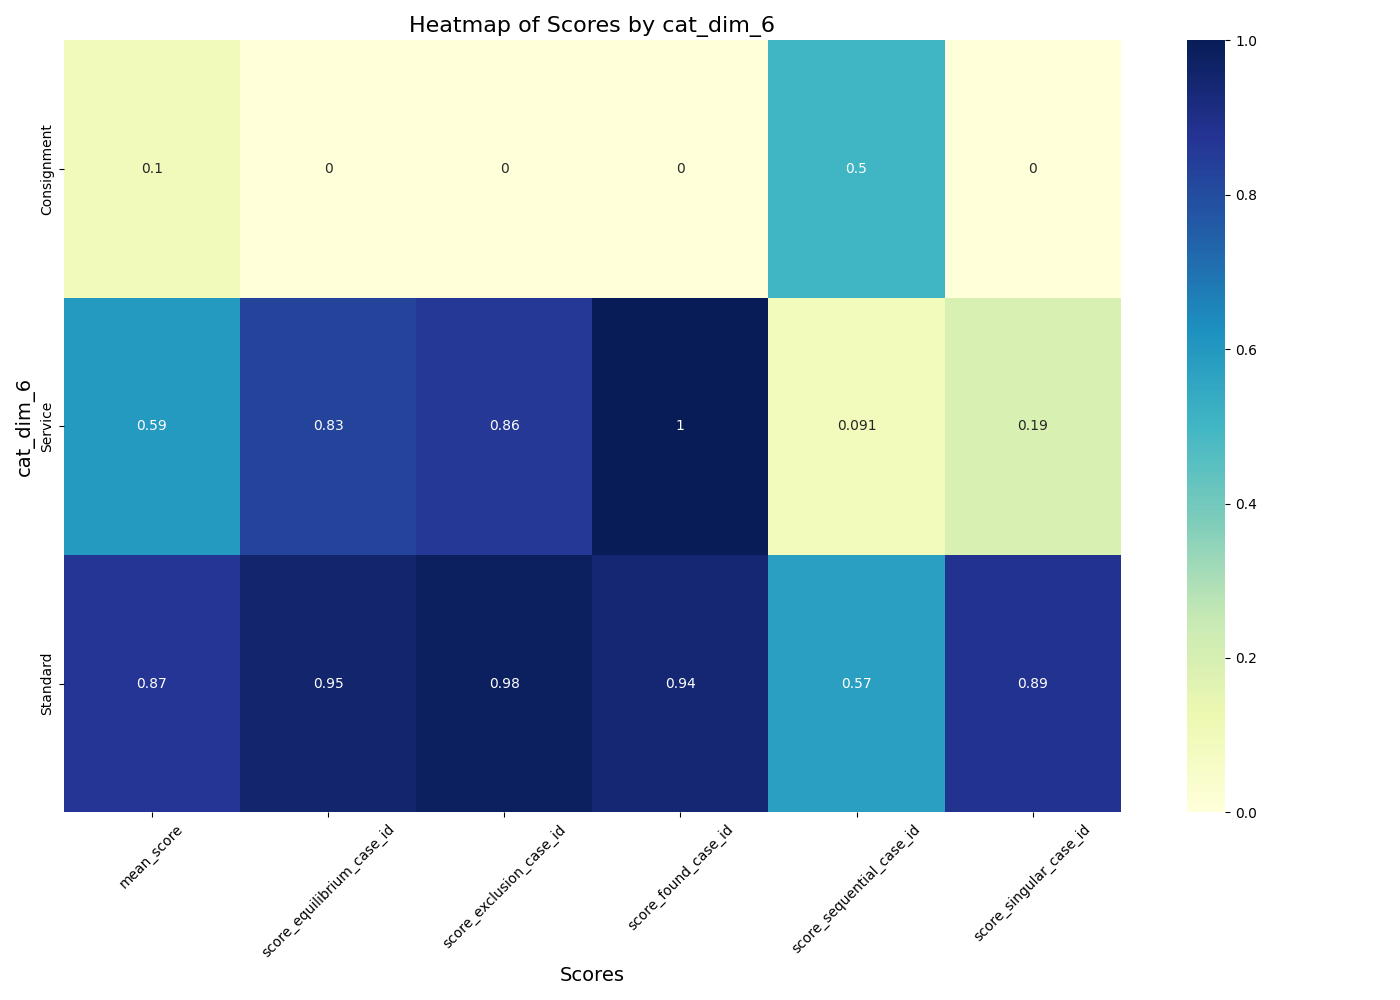 Heatmap of Scores by cat_dim_6
cat_dim_6
Consignment
0.1 0 0 0 0.5 0
Service
0.59 0.83 0.86 1 0.091 0.19
Standard
0.87 0.95 0.98 0.94 0.57 0.89
mean_score
score_equilibrium_case_id
score_exclusion_case_id
score_found_case_id
score_sequential_case_id
score_singular_case_id
Scores
1.0
0.8
0.6
0.4
0.2
0.0